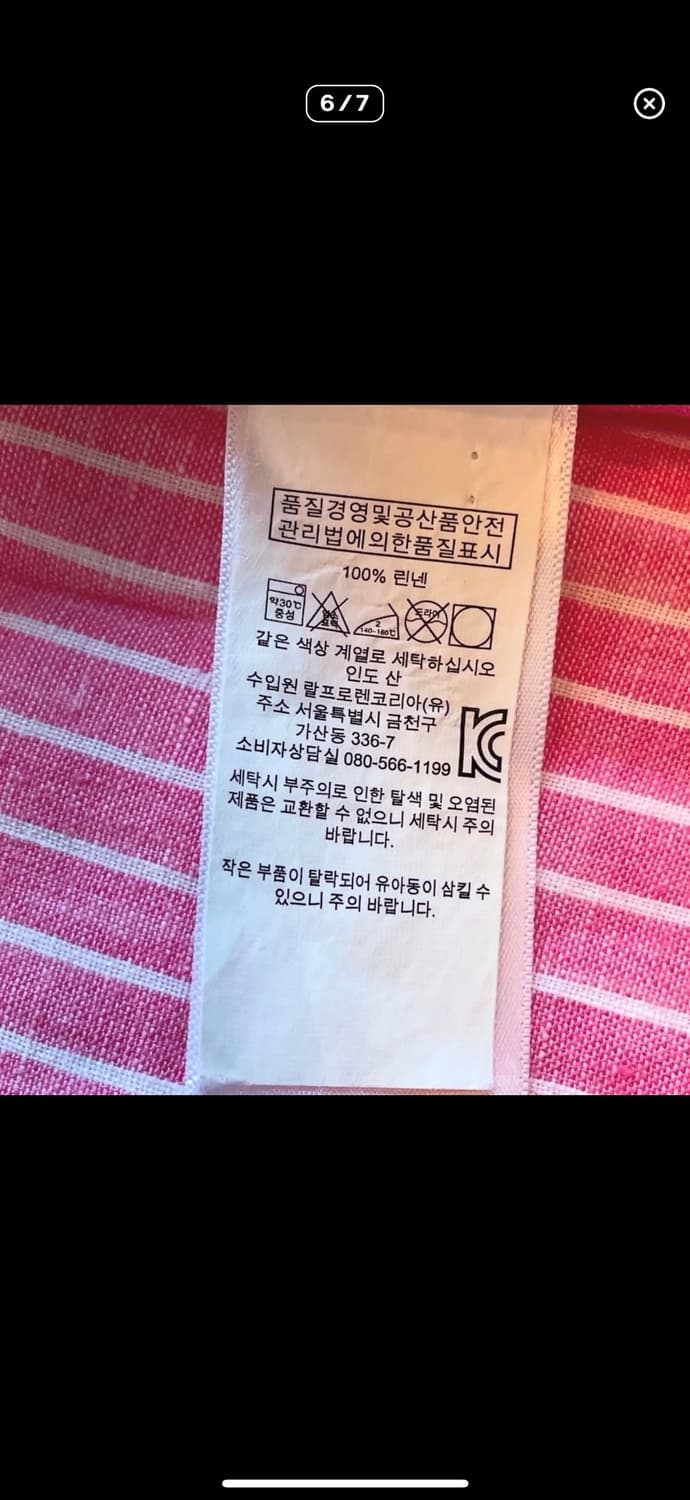 6/7
품질경영및공산품안전
관리법에의한품질표시
100% 린넨
약30℃
중성
염소
표백
2
140~160℃
드라이
같은 색상 계열로 세탁하십시오
인도 산
수입원 랄프로렌코리아(유)
주소 서울특별시 금천구
가산동 336-7
소비자상담실 080-566-1199
세탁시 부주의로 인한 탈색 및 오염된
제품은 교환할 수 없으니 세탁시 주의
바랍니다.
작은 부품이 탈락되어 유아동이 삼킬 수
있으니 주의 바랍니다.